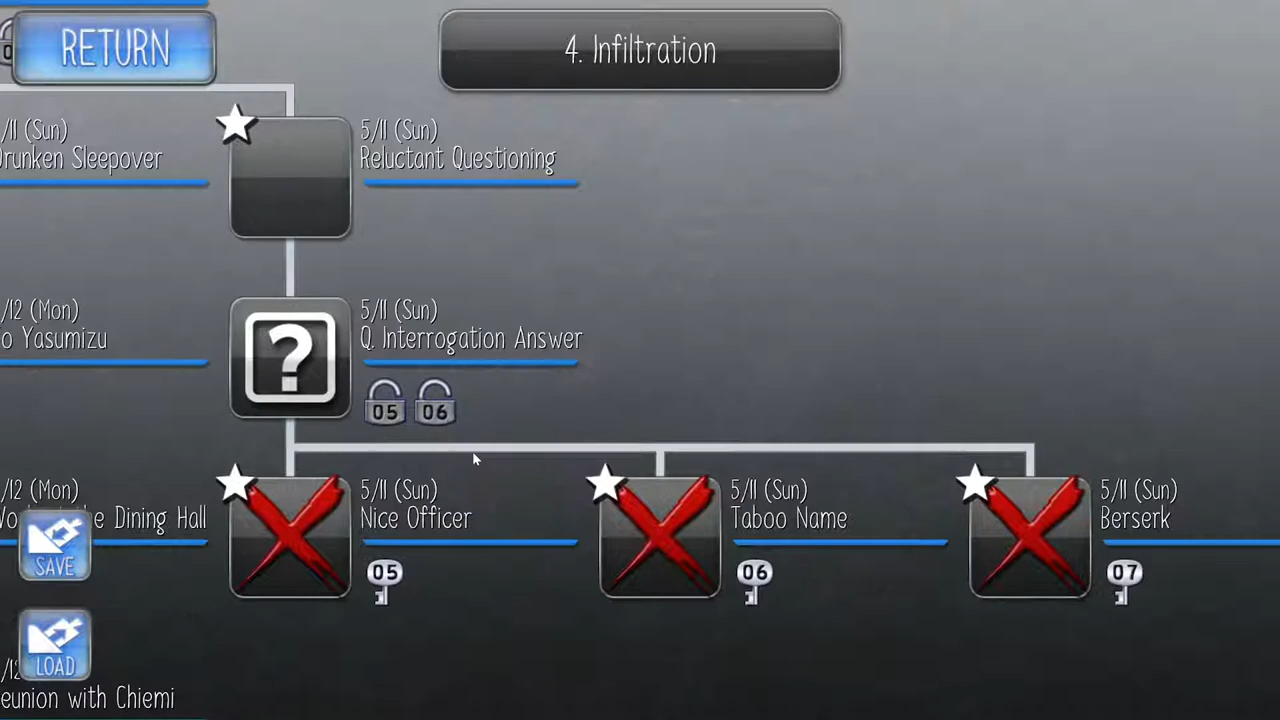 RETURN
4. Infiltration
/11 (Sun)
Drunken Sleepover
5/11 (Sun)
Reluctant Questioning
/12 (Mon)
o Yasumizu
5/11 (Sun)
Q. Interrogation Answer
05 06
/12 (Mon)
the Dining Hall
5/11 (Sun)
Nice Officer
05
5/11 (Sun)
Taboo Name
06
5/11 (Sun)
Berserk
07
SAVE
LOAD
/12
eunion with Chiemi